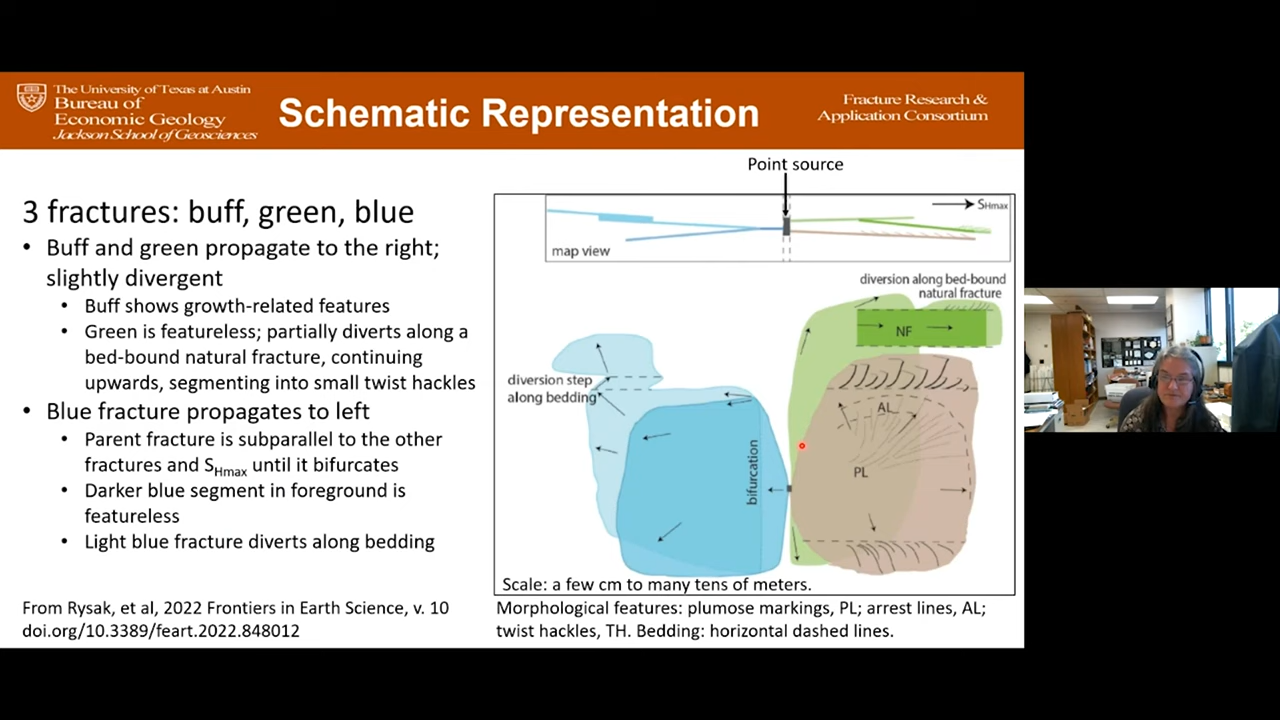 The University of Texas at Austin
Bureau of
Economic Geology
Jackson School of Geosciences
Schematic Representation
Fracture Research &
Application Consortium
3 fractures: buff, green, blue
• Buff and green propagate to the right;
slightly divergent
• Buff shows growth-related features
• Green is featureless; partially diverts along a
bed-bound natural fracture, continuing
upwards, segmenting into small twist hackles
• Blue fracture propagates to left
• Parent fracture is subparallel to the other
fractures and SHmax until it bifurcates
• Darker blue segment in foreground is
featureless
• Light blue fracture diverts along bedding
From Rysak, et al, 2022 Frontiers in Earth Science, v. 10
doi.org/10.3389/feart.2022.848012
Point source
SHmax
map view
diversion along bed-bound
natural fracture
NF
diversion step
along bedding
AL
PL
bifurcation
Scale: a few cm to many tens of meters.
Morphological features: plumose markings, PL; arrest lines, AL;
twist hackles, TH. Bedding: horizontal dashed lines.